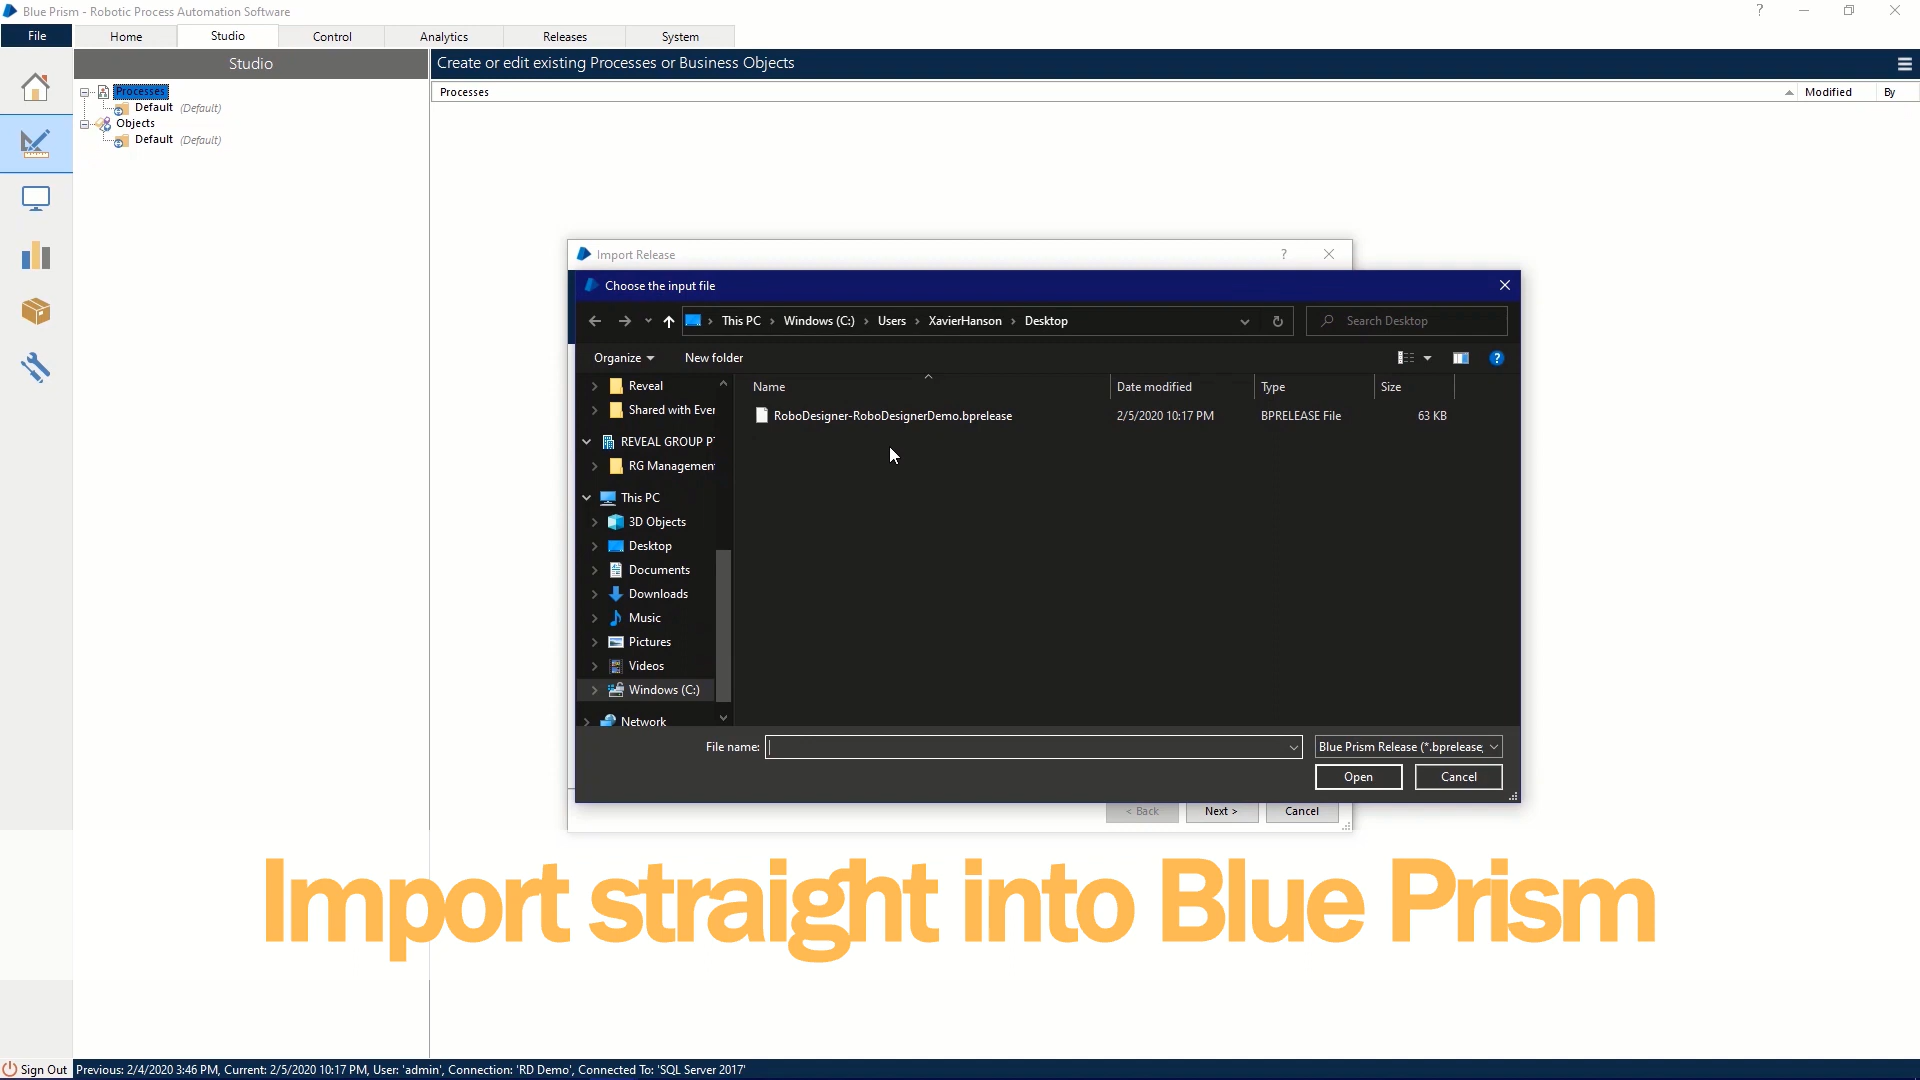 Blue Prism - Robotic Process Automation Software
?
File
Home
Studio
Control
Analytics
Releases
System
Studio
Create or edit existing Processes or Business Objects
Processes
Default (Default)
Objects
Default (Default)
Processes
Modified
By
Import Release
?
Choose the input file
This PC
Windows (C:)
Users
XavierHanson
Desktop
Search Desktop
Organize
New folder
?
Reveal
Shared with Ever
REVEAL GROUP P
RG Management
This PC
3D Objects
Desktop
Documents
Downloads
Music
Pictures
Videos
Windows (C:)
Network
Name
Date modified
Type
Size
RoboDesigner-RoboDesignerDemo.bprelease
2/5/2020 10:17 PM
BPRELEASE File
63 KB
File name:
Blue Prism Release (*.bprelease
Open
Cancel
< Back
Next >
Cancel
Import straight into Blue Prism
Sign Out
Previous: 2/4/2020 3:46 PM, Current: 2/5/2020 10:17 PM, User: 'admin', Connection: 'RD Demo', Connected To: 'SQL Server 2017'